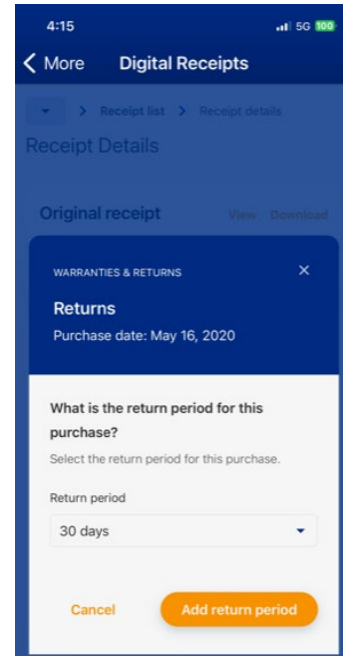 4:15 5G 100
More Digital Receipts
Receipt list > Receipt details
Receipt Details
Original receipt View Download
WARRANTIES & RETURNS ×
Returns
Purchase date: May 16, 2020
What is the return period for this
purchase?
Select the return period for this purchase.
Return period
30 days
Cancel Add return period